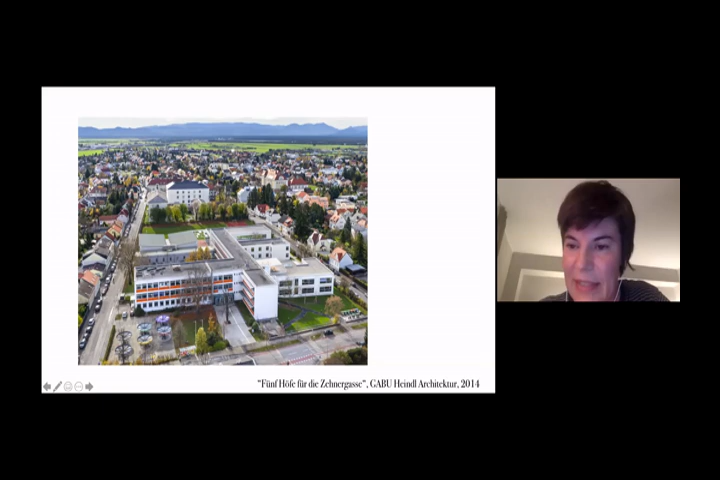 "Fünf Höfe für die Zehnergasse", GABU Heindl Architektur, 2014